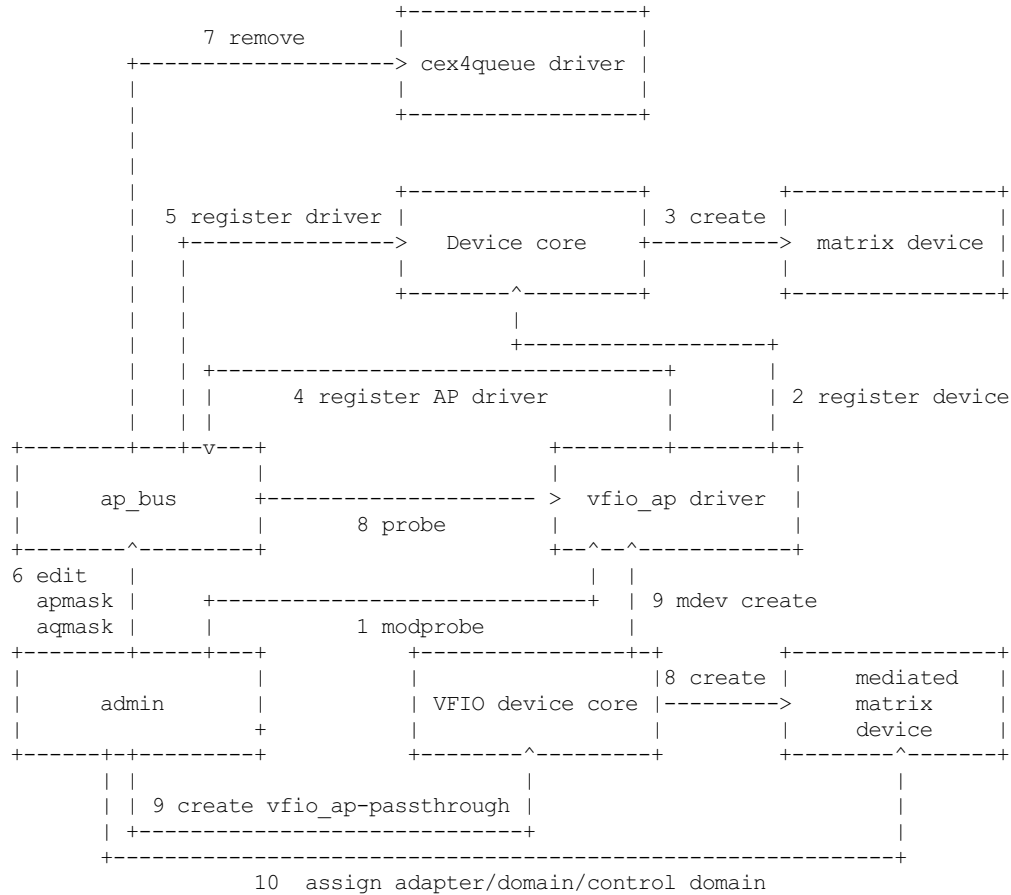 7 remove
cex4queue driver
5 register driver
3 create
Device core
matrix device
4 register AP driver
2 register device
ap_bus
vfio_ap driver
8 probe
6 edit
apmask
9 mdev create
aqmask
1 modprobe
8 create
mediated
admin
VFIO device core
matrix
device
9 create vfio_ap-passthrough
10 assign adapter/domain/control domain